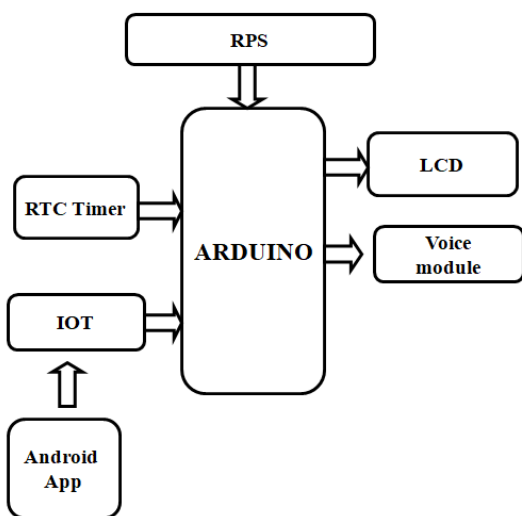 RPS
LCD
RTC Timer
ARDUINO
Voice
module
IOT
Android
App